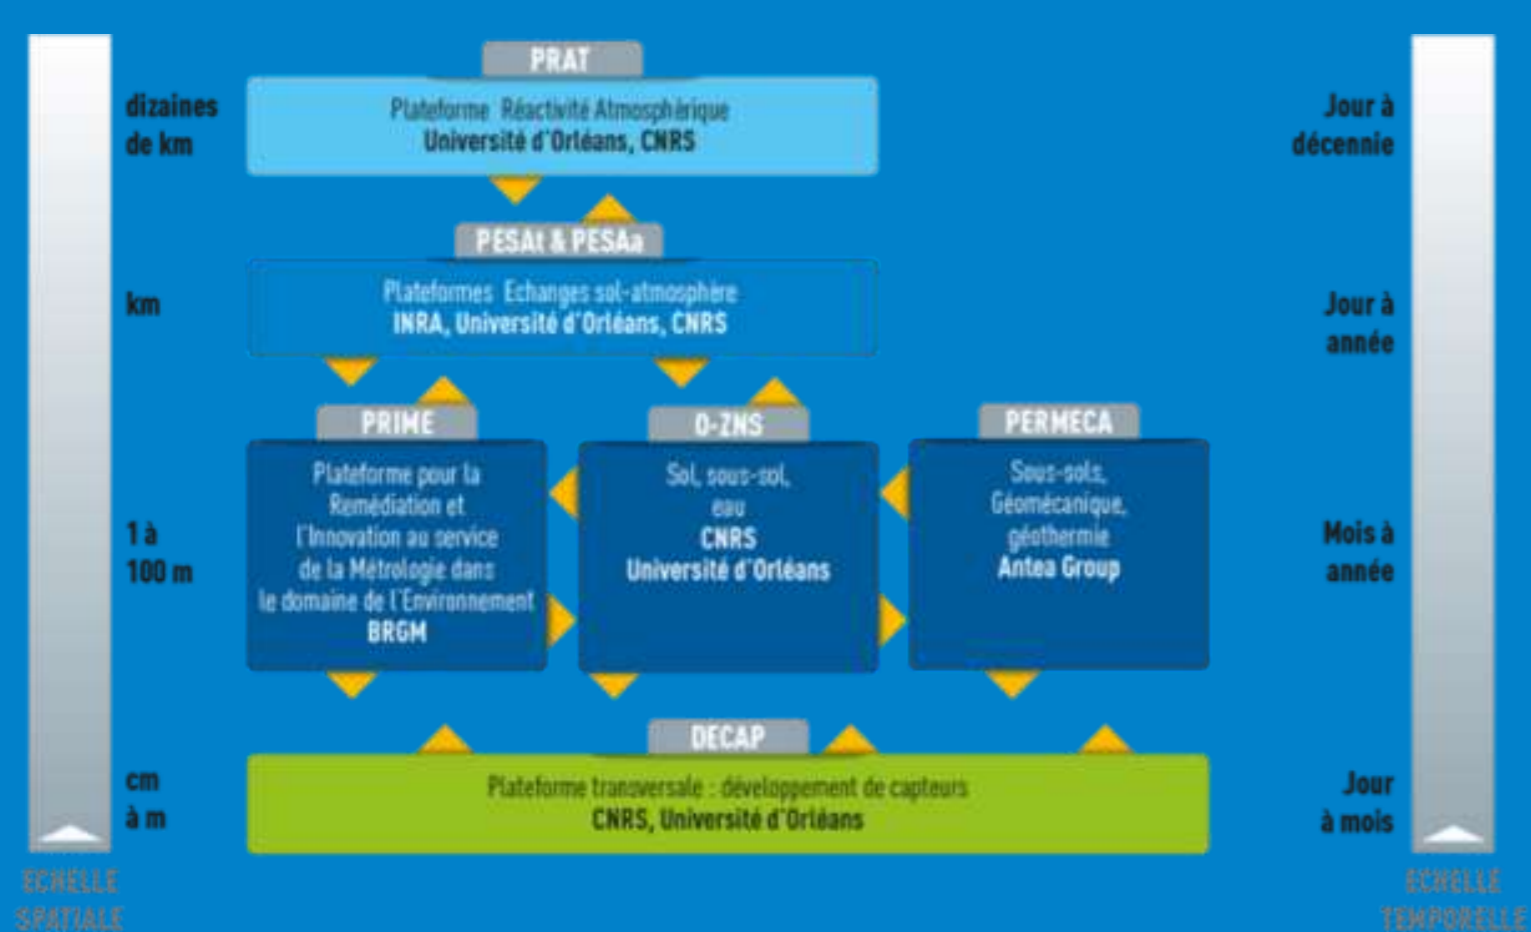 PRAT
dizaines
de km
Plateforme Réactivité Atmosphérique
Université d'Orléans, CNRS
Jour à
décennie
PESAt & PESAa
km
Plateformes Echanges sol-atmosphère
INRA, Université d'Orléans, CNRS
Jour à
année
PRIME
Plateforme pour la
Remédiation et
l'Innovation au service
de la Métrologie dans
le domaine de l'Environnement
BRGM
O-ZNS
Sol, sous-sol,
eau
CNRS
Université d'Orléans
PERMECA
Sous-sols,
Géomécanique,
géothermie
Antea Group
1 à
100 m
Mois à
année
DECAP
cm
à m
Plateforme transversale : développement de capteurs
CNRS, Université d'Orléans
Jour
à mois
ECHELLE
SPATIALE
ECHELLE
TEMPORELLE